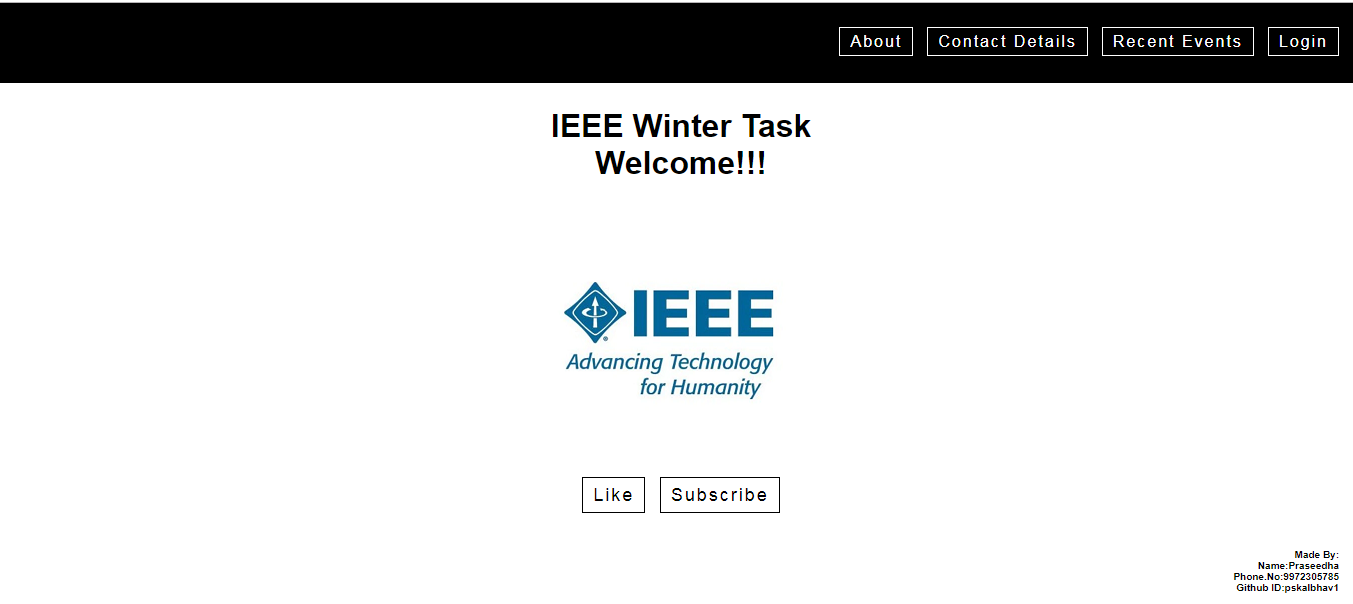 About
Contact Details
Recent Events
Login
IEEE Winter Task
Welcome!!!
IEEE
Advancing Technology
for Humanity
Like
Subscribe
Made By:
Name:Praseedha
Phone.No:9972305785
Github ID:pskalbhav1